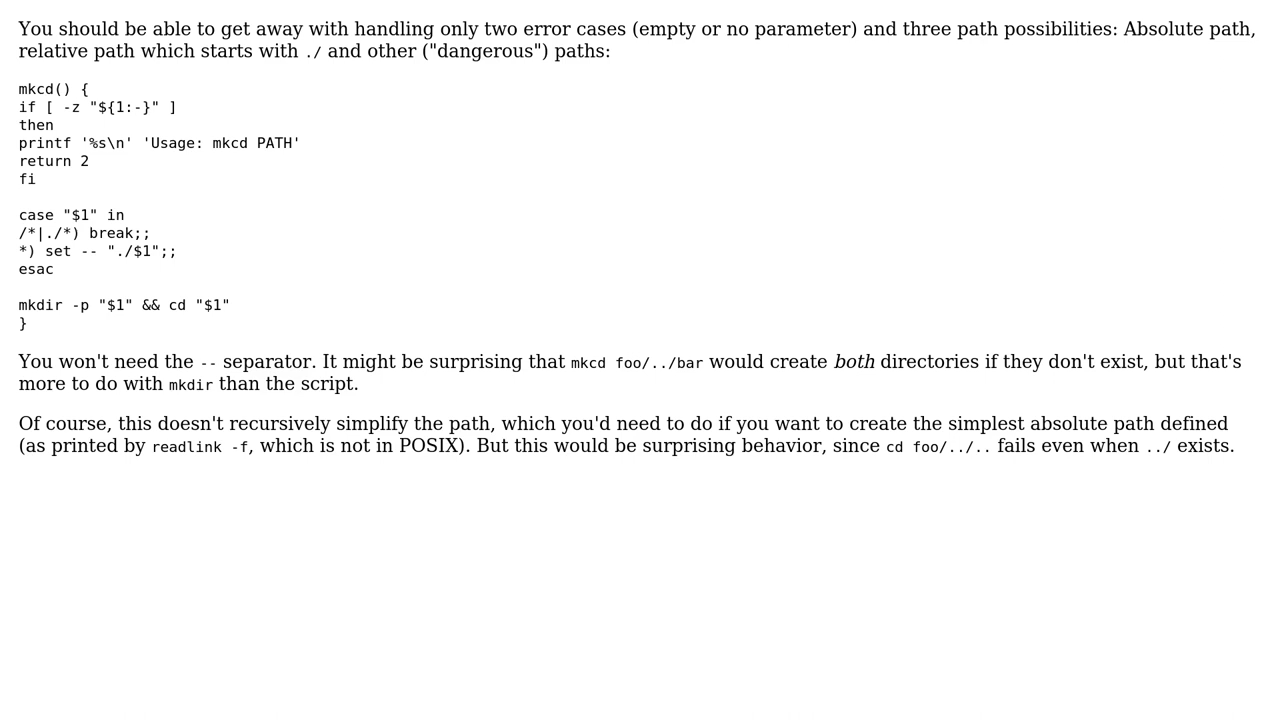 You should be able to get away with handling only two error cases (empty or no parameter) and three path possibilities: Absolute path,
relative path which starts with ./ and other ("dangerous") paths:
mkcd() {
if [ -z "${1:-}" ]
then
printf '%s\n' 'Usage: mkcd PATH'
return 2
fi
case "$1" in
/*|./*) break;;
*) set -- "./$1";;
esac
mkdir -p "$1" && cd "$1"
}
You won't need the -- separator. It might be surprising that mkcd foo/../bar would create both directories if they don't exist, but that's
more to do with mkdir than the script.
Of course, this doesn't recursively simplify the path, which you'd need to do if you want to create the simplest absolute path defined
(as printed by readlink -f, which is not in POSIX). But this would be surprising behavior, since cd foo/../.. fails even when ../ exists.